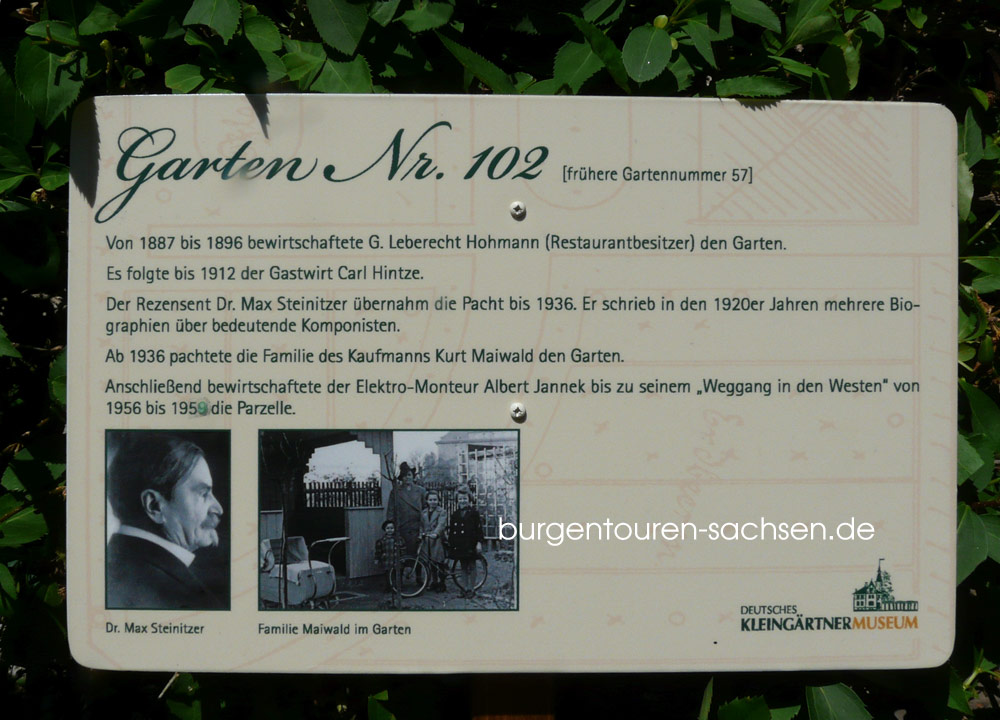 Garten Nr. 102 [frühere Gartennummer 57]
Von 1887 bis 1896 bewirtschaftete G. Leberecht Hohmann (Restaurantbesitzer) den Garten.
Es folgte bis 1912 der Gastwirt Carl Hintze.
Der Rezensent Dr. Max Steinitzer übernahm die Pacht bis 1936. Er schrieb in den 1920er Jahren mehrere Bio-
graphien über bedeutende Komponisten.
Ab 1936 pachtete die Familie des Kaufmanns Kurt Maiwald den Garten.
Anschließend bewirtschaftete der Elektro-Monteur Albert Jannek bis zu seinem „Weggang in den Westen“ von
1956 bis 1959 die Parzelle.
burgentouren-sachsen.de
Dr. Max Steinitzer
Familie Maiwald im Garten
DEUTSCHES
KLEINGÄRTNERMUSEUM